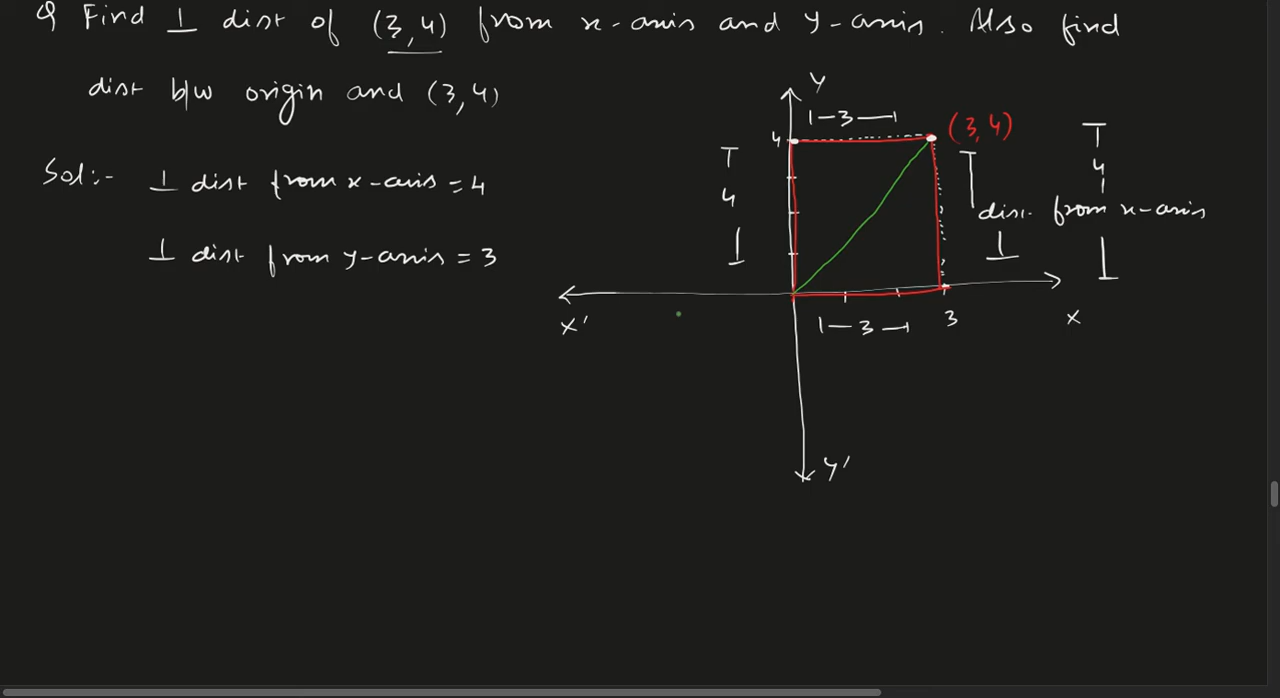 Q Find ⊥ dist of (3,4) from x-axis and y-axis. Also find
dist b/w origin and (3,4)
Sol:- ⊥ dist from x-axis = 4
⊥ dist from y-axis = 3
Y
3
(3,4)
4
4
4
dist. from x-axis
X'
3
3
X
Y'